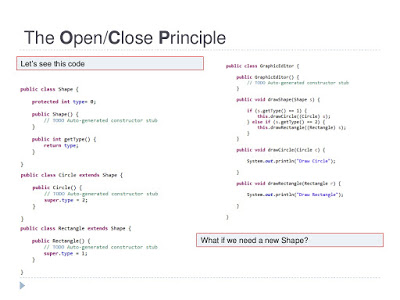 The Open/Close Principle
Let's see this code
public class Shape {
protected int type= 0;
public Shape() {
// TODO Auto-generated constructor stub
}
public int getType() {
return type;
}
}
public class Circle extends Shape {
public Circle() {
// TODO Auto-generated constructor stub
super.type = 2;
}
}
public class Rectangle extends Shape {
public Rectangle() {
// TODO Auto-generated constructor stub
super.type = 1;
}
}
public class GraphicEditor {
public GraphicEditor() {
// TODO Auto-generated constructor stub
}
public void drawShape(Shape s) {
if (s.getType() == 1) {
this.drawCircle((Circle) s);
} else if (s.getType() == 2) {
this.drawRectangle((Rectangle) s);
}
}
public void drawCircle(Circle c) {
System.out.println("Draw Circle");
}
public void drawRectangle(Rectangle r) {
System.out.println("Draw Rectangle");
}
}
What if we need a new Shape?